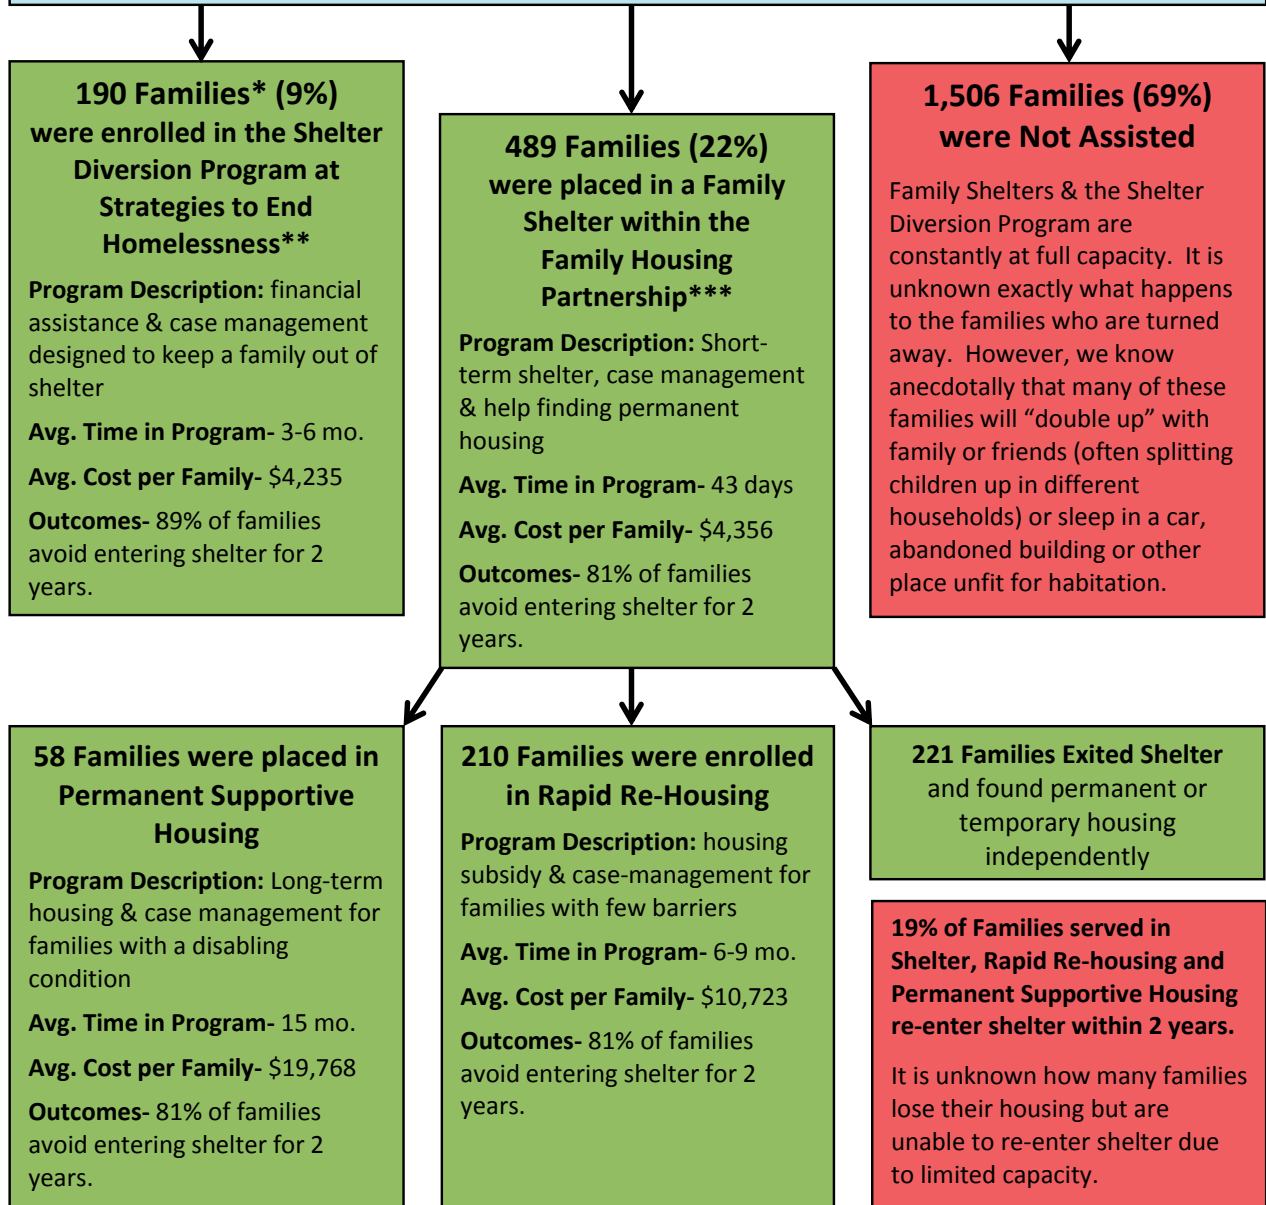 190 Families* (9%)
were enrolled in the Shelter
Diversion Program at
Strategies to End
Homelessness**
Program Description: financial
assistance & case management
designed to keep a family out of
shelter
Avg. Time in Program- 3-6 mo.
Avg. Cost per Family- $4,235
Outcomes- 89% of families
avoid entering shelter for 2
years.
489 Families (22%)
were placed in a Family
Shelter within the
Family Housing
Partnership***
Program Description: Short-
term shelter, case management
& help finding permanent
housing
Avg. Time in Program- 43 days
Avg. Cost per Family- $4,356
Outcomes- 81% of families
avoid entering shelter for 2
years.
1,506 Families (69%)
were Not Assisted
Family Shelters & the Shelter
Diversion Program are
constantly at full capacity.  It is
unknown exactly what happens
to the families who are turned
away.  However, we know
anecdotally that many of these
families will “double up” with
family or friends (often splitting
children up in different
households) or sleep in a car,
abandoned building or other
place unfit for habitation.
58 Families were placed in
Permanent Supportive
Housing
Program Description: Long-term
housing & case management for
families with a disabling
condition
Avg. Time in Program- 15 mo.
Avg. Cost per Family- $19,768
Outcomes- 81% of families
avoid entering shelter for 2
years.
210 Families were enrolled
in Rapid Re-Housing
Program Description: housing
subsidy & case-management for
families with few barriers
Avg. Time in Program- 6-9 mo.
Avg. Cost per Family- $10,723
Outcomes- 81% of families
avoid entering shelter for 2
years.
221 Families Exited Shelter
and found permanent or
temporary housing
independently
19% of Families served in
Shelter, Rapid Re-housing and
Permanent Supportive Housing
re-enter shelter within 2 years.
It is unknown how many families
lose their housing but are
unable to re-enter shelter due
to limited capacity.